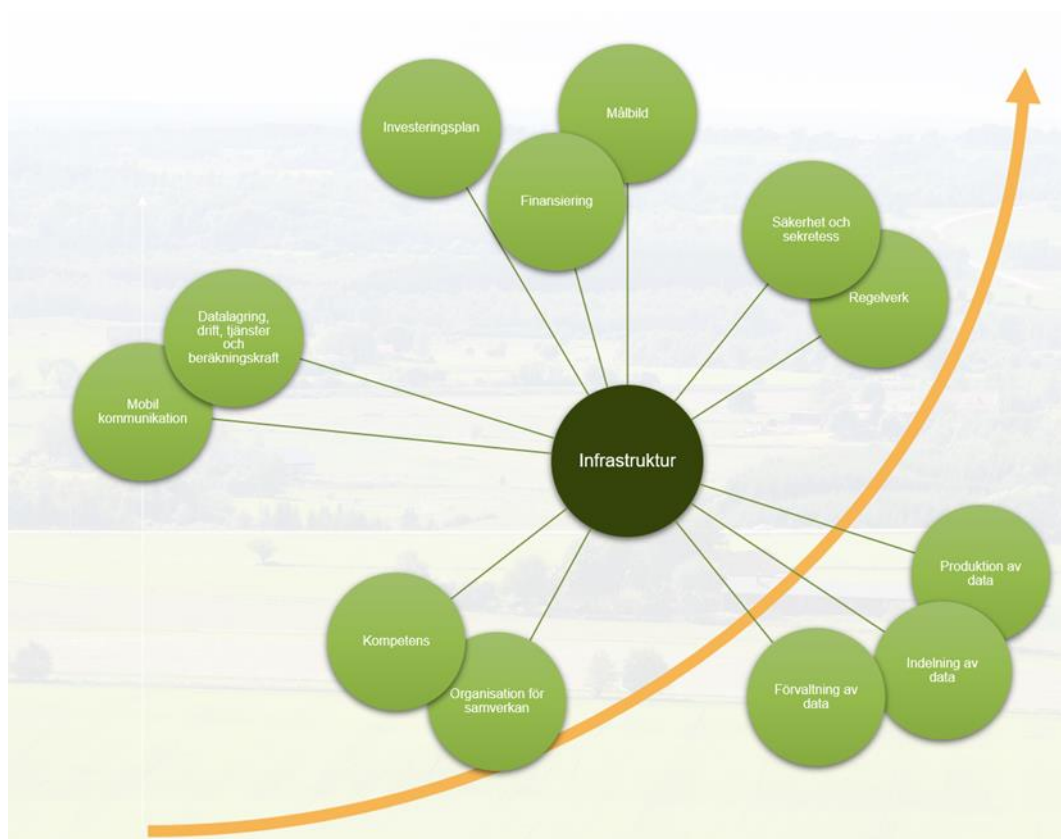 Målbild
Investeringsplan
Finansiering
Säkerhet och
sekretess
Regelverk
Datalagring,
drift, tjänster
och
beräkningskraft
Mobil
kommunikation
Infrastruktur
Produktion av
data
Indelning av
data
Förvaltning av
data
Kompetens
Organisation för
samverkan